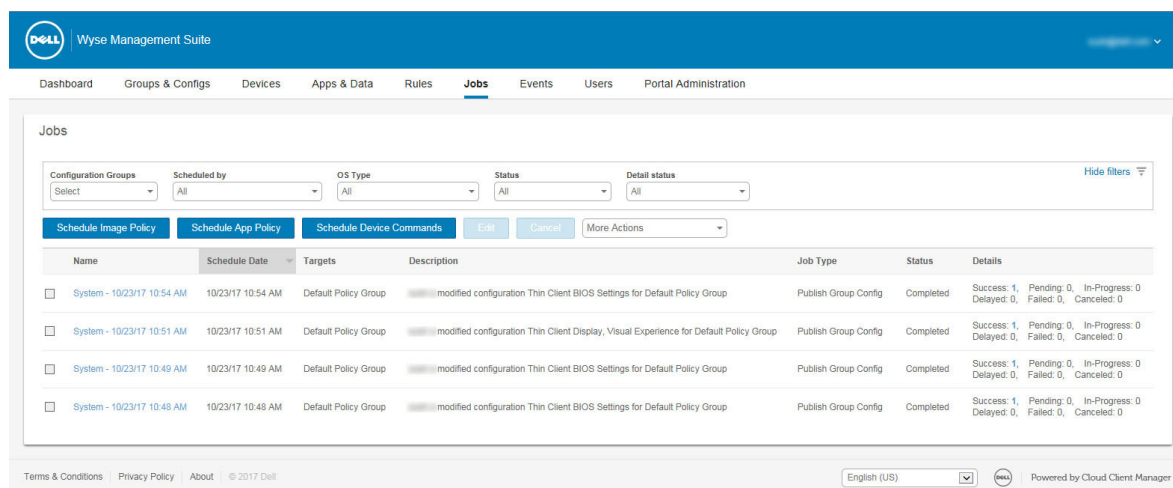 DELL Wyse Management Suite
Dashboard Groups & Configs Devices Apps & Data Rules Jobs Events Users Portal Administration
Jobs
Configuration Groups Scheduled by OS Type Status Detail status Hide filters
Select All All All All
Schedule Image Policy Schedule App Policy Schedule Device Commands Edit Cancel More Actions
Name Schedule Date Targets Description Job Type Status Details
System - 10/23/17 10:54 AM 10/23/17 10:54 AM Default Policy Group modified configuration Thin Client BIOS Settings for Default Policy Group Publish Group Config Completed Success: 1, Pending: 0, In-Progress: 0
Delayed: 0, Failed: 0, Canceled: 0
System - 10/23/17 10:51 AM 10/23/17 10:51 AM Default Policy Group modified configuration Thin Client Display, Visual Experience for Default Policy Group Publish Group Config Completed Success: 1, Pending: 0, In-Progress: 0
Delayed: 0, Failed: 0, Canceled: 0
System - 10/23/17 10:49 AM 10/23/17 10:49 AM Default Policy Group modified configuration Thin Client BIOS Settings for Default Policy Group Publish Group Config Completed Success: 1, Pending: 0, In-Progress: 0
Delayed: 0, Failed: 0, Canceled: 0
System - 10/23/17 10:48 AM 10/23/17 10:48 AM Default Policy Group modified configuration Thin Client BIOS Settings for Default Policy Group Publish Group Config Completed Success: 1, Pending: 0, In-Progress: 0
Delayed: 0, Failed: 0, Canceled: 0
Terms & Conditions Privacy Policy About © 2017 Dell English (US) DELL Powered by Cloud Client Manager